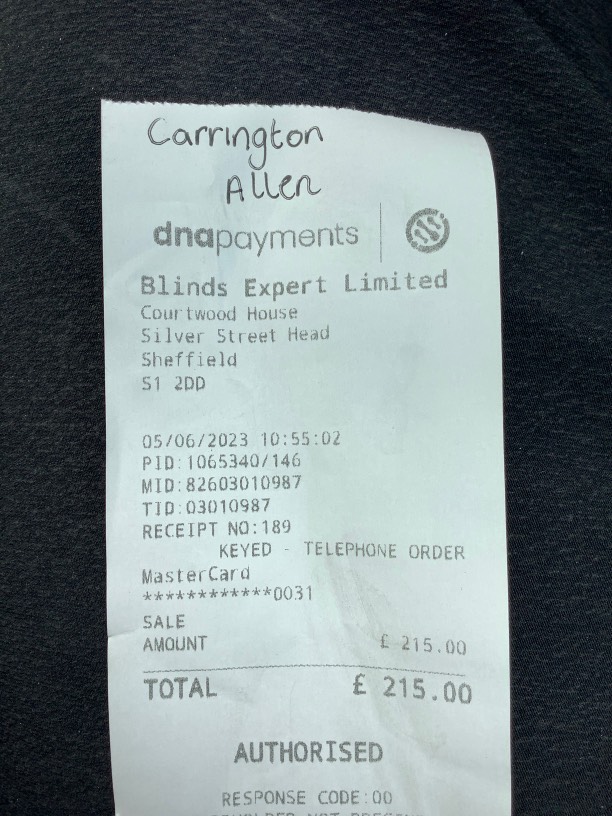 Carrington
Allen
dnapayments
Blinds Expert Limited
Courtwood House
Silver Street Head
Sheffield
S1 2DD
05/06/2023 10:55:02
PID:1065340/146
MID:82603010987
TID:03010987
RECEIPT NO:189
KEYED - TELEPHONE ORDER
MasterCard
************0031
SALE
AMOUNT £ 215.00
TOTAL £ 215.00
AUTHORISED
RESPONSE CODE:00